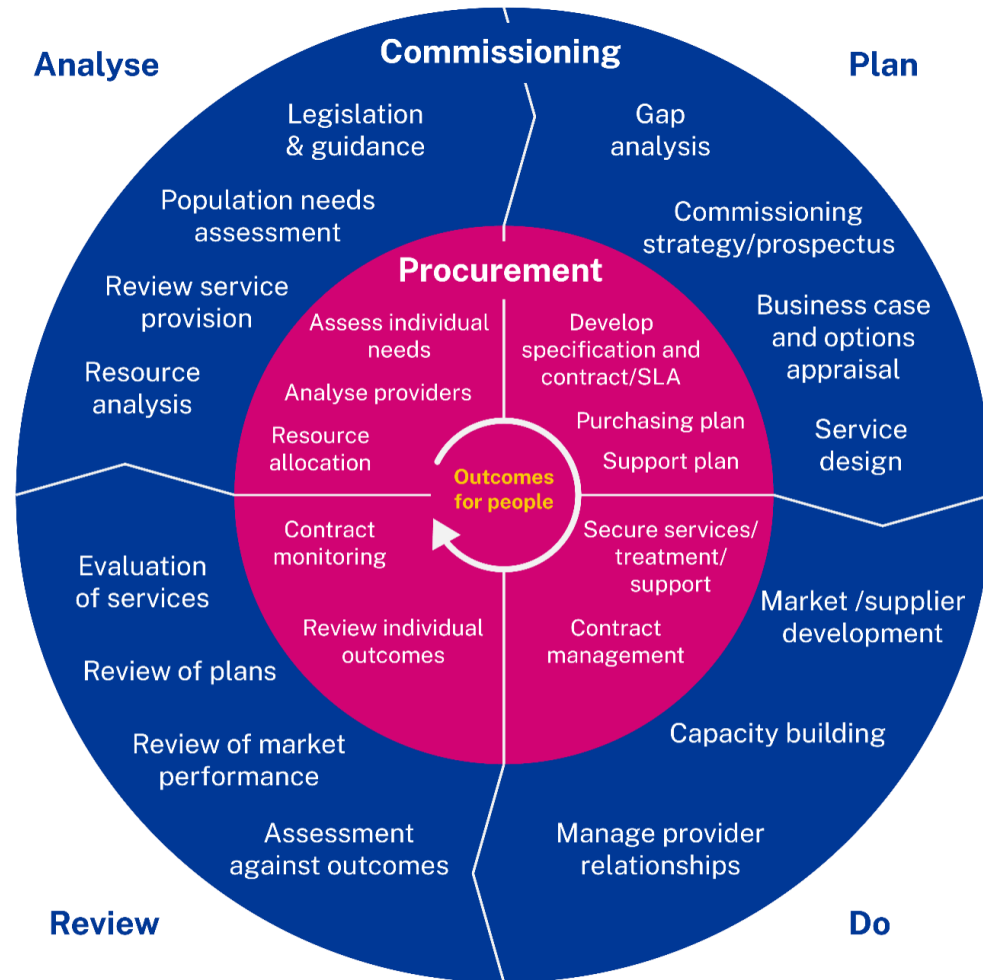 Analyse
Commissioning
Plan
Legislation
& guidance
Population needs
assessment
Review service
provision
Resource
analysis
Gap
analysis
Commissioning
strategy/prospectus
Business case
and options
appraisal
Service
design
Procurement
Assess individual
needs
Analyse providers
Resource
allocation
Develop
specification and
contract/SLA
Purchasing plan
Support plan
Outcomes
for people
Contract
monitoring
Review individual
outcomes
Secure services/
treatment/
support
Contract
management
Evaluation
of services
Review of plans
Review of market
performance
Assessment
against outcomes
Market /supplier
development
Capacity building
Manage provider
relationships
Review
Do